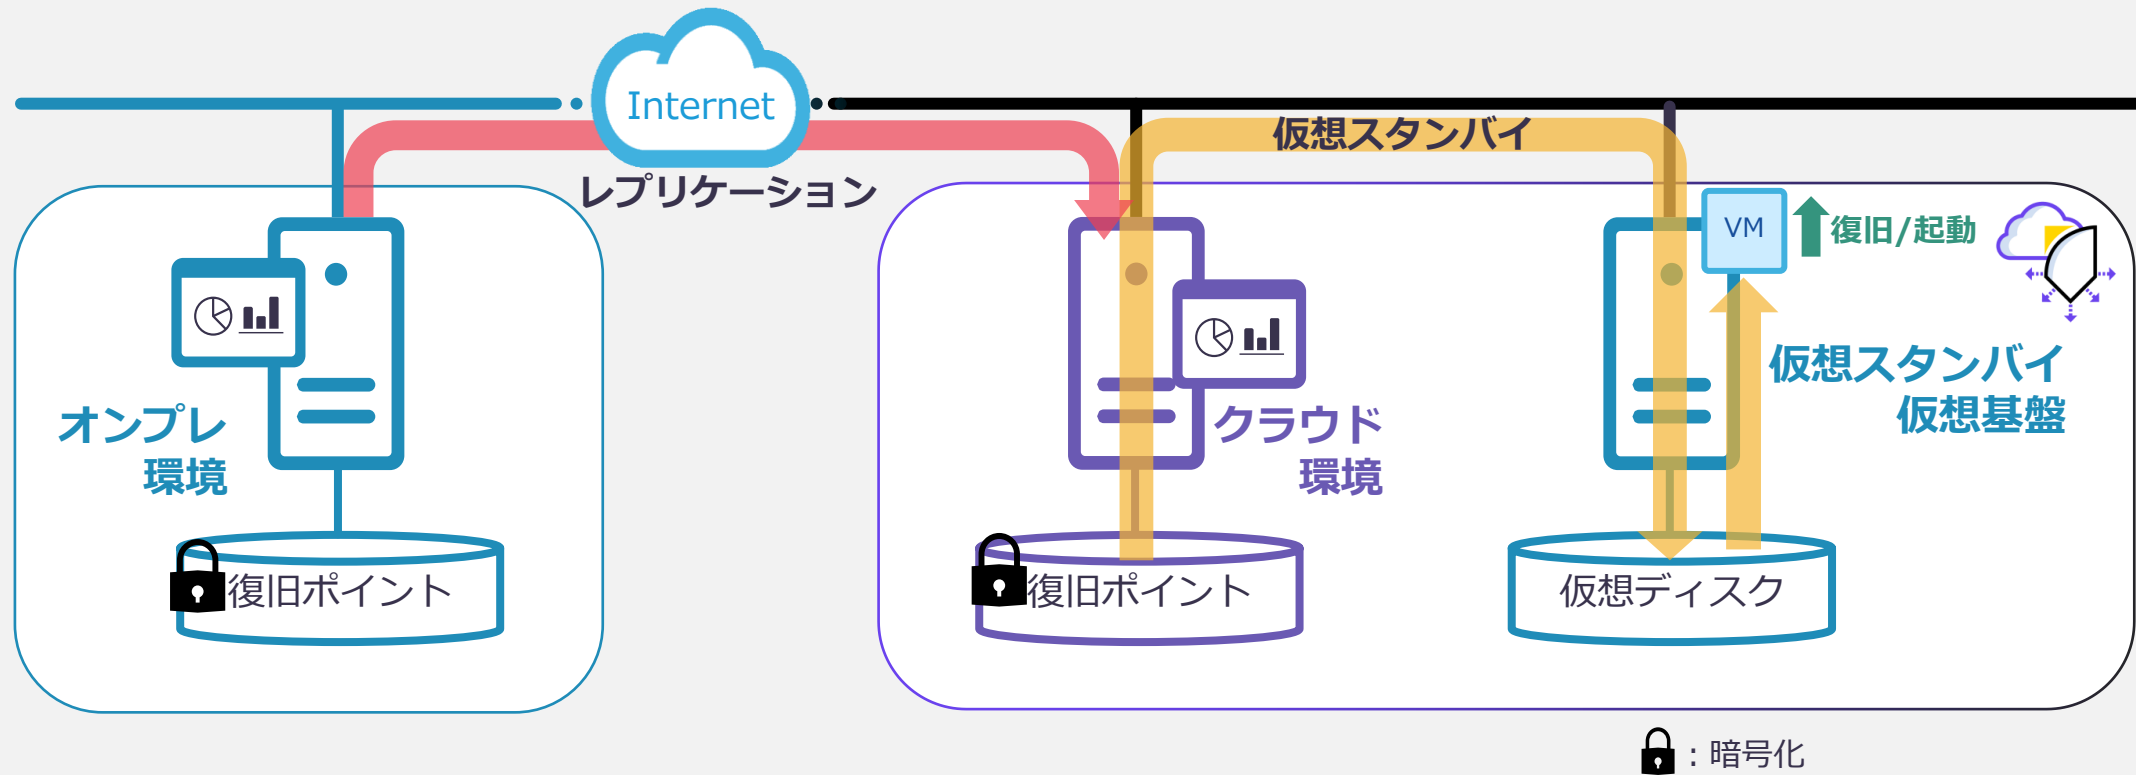 Internet
仮想スタンバイ
レプリケーション
VM
復旧/起動
仮想スタンバイ
仮想基盤
オンプレ
環境
クラウド
環境
復旧ポイント
復旧ポイント
仮想ディスク
：暗号化